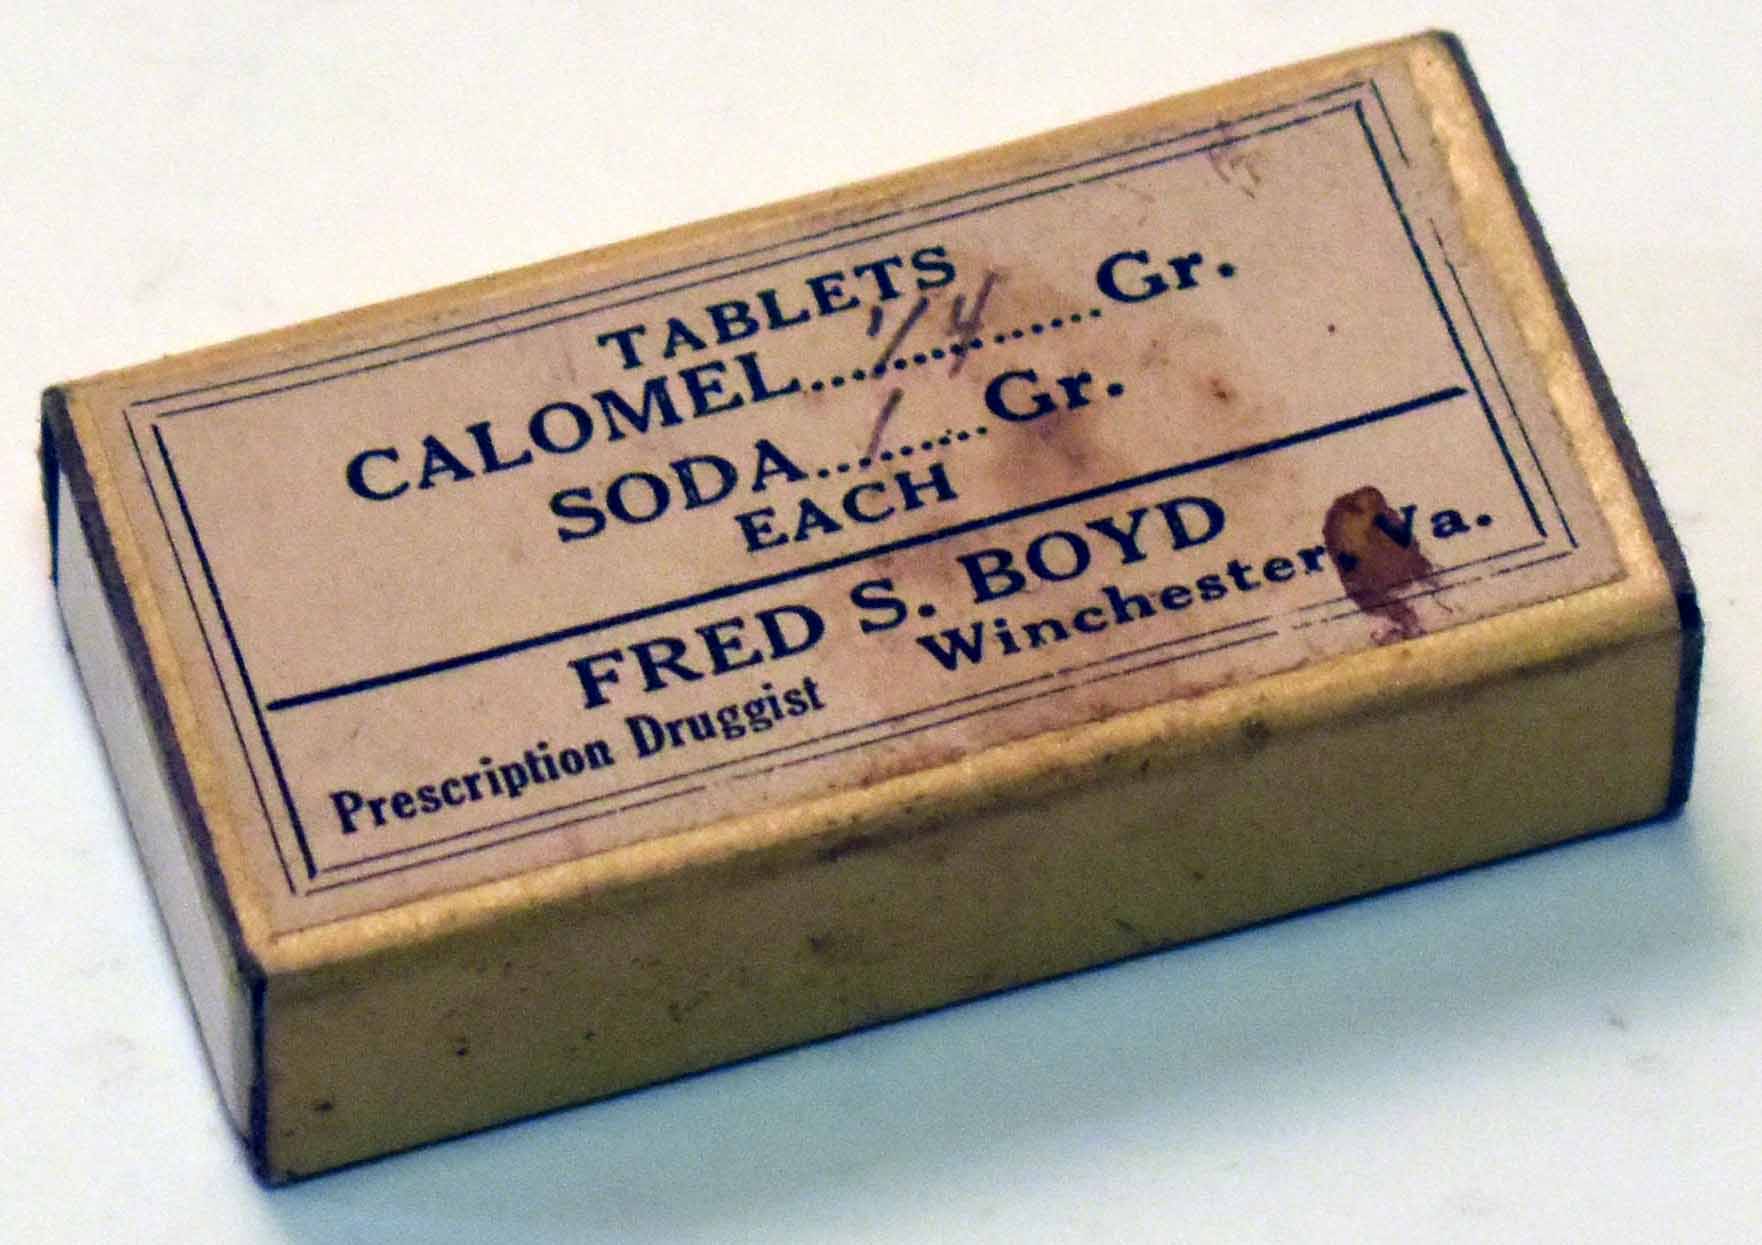 TABLETS
CALOMEL....1/4....Gr.
SODA...1...Gr.
EACH
FRED S. BOYD
Prescription Druggist Winchester, Va.